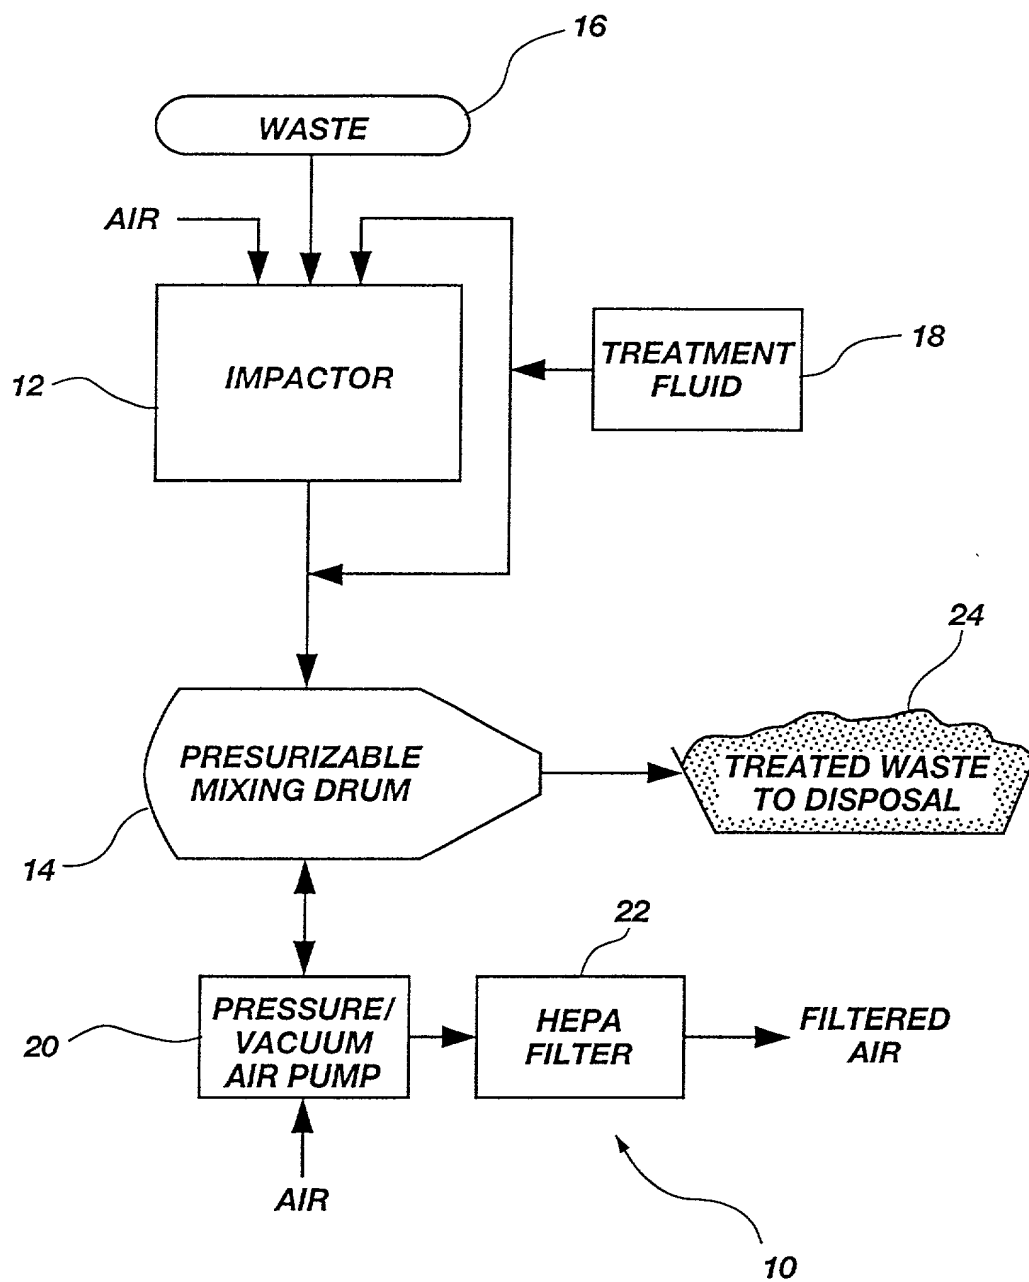 16
WASTE
AIR
IMPACTOR
12
TREATMENT
FLUID
18
24
PRESURIZABLE
MIXING DRUM
TREATED WASTE
TO DISPOSAL
14
22
PRESSURE/
VACUUM
AIR PUMP
20
HEPA
FILTER
FILTERED
AIR
AIR
10